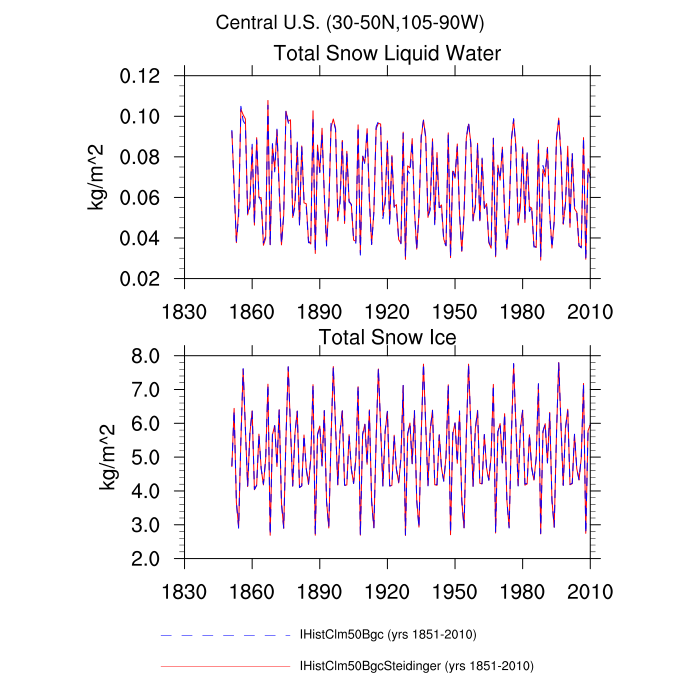 Central U.S. (30-50N,105-90W)
Total Snow Liquid Water
0.12
0.10
0.08
0.06
0.04
0.02
kg/m^2
1830 1860 1890 1920 1950 1980 2010
Total Snow Ice
8.0
7.0
6.0
5.0
4.0
3.0
2.0
kg/m^2
1830 1860 1890 1920 1950 1980 2010
IHistClm50Bgc (yrs 1851-2010)
IHistClm50BgcSteidinger (yrs 1851-2010)